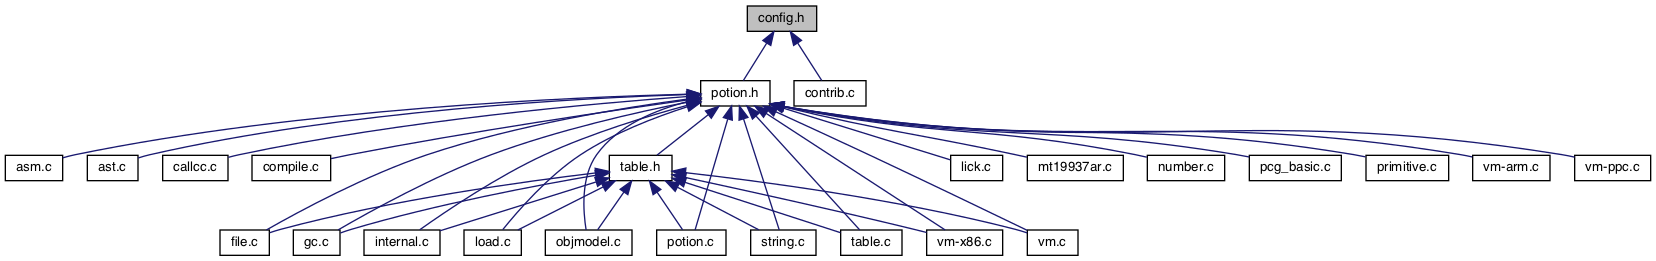 config.h
potion.h
contrib.c
asm.c
ast.c
callcc.c
compile.c
table.h
lick.c
mt19937ar.c
number.c
pcg_basic.c
primitive.c
vm-arm.c
vm-ppc.c
file.c
gc.c
internal.c
load.c
objmodel.c
potion.c
string.c
table.c
vm-x86.c
vm.c